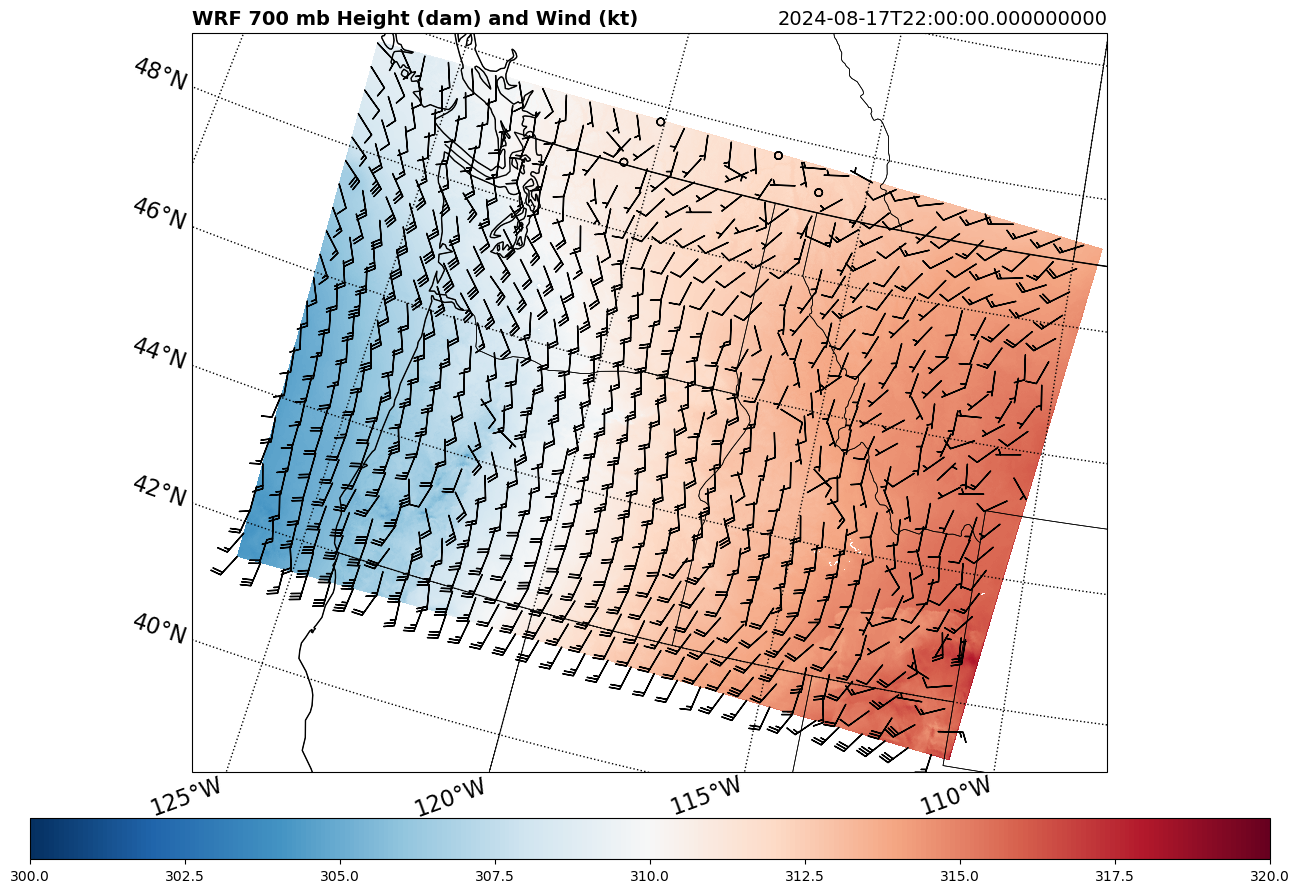 WRF 700 mb Height (dam) and Wind (kt)
2024-08-17T22:00:00.000000000
48°N
46°N
44°N
42°N
40°N
125°W
120°W
115°W
110°W
300.0
302.5
305.0
307.5
310.0
312.5
315.0
317.5
320.0